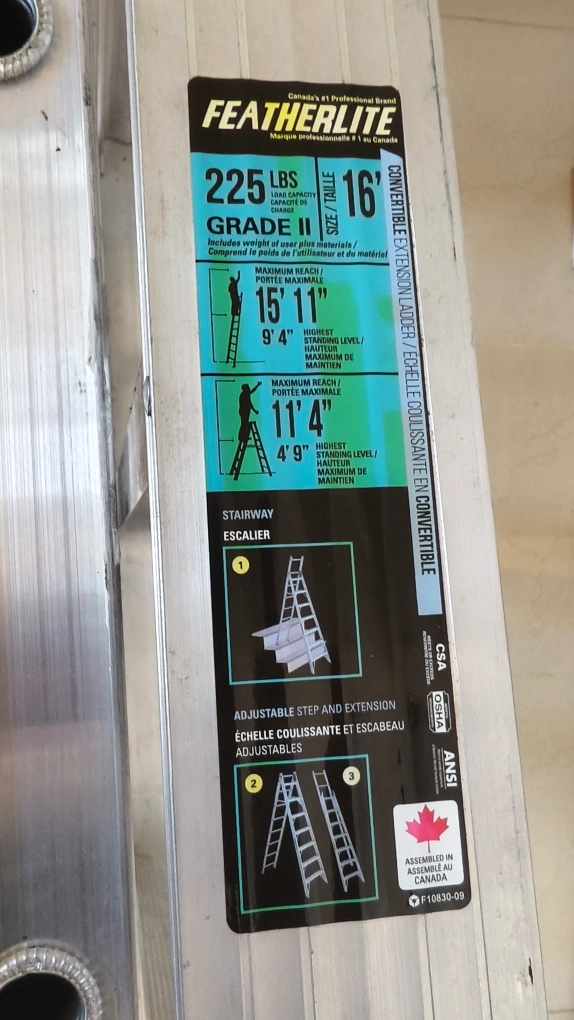 Canada's #1 Professional Brand
FEATHERLITE
Marque professionnelle # 1 au Canada
225 LBS
LOAD CAPACITY
CAPACITÉ DE
CHARGE
GRADE II
SIZE / TAILLE
16'
Includes weight of user plus materials /
Comprend le poids de l'utilisateur et du matériel
CONVERTIBLE EXTENSION LADDER / ÉCHELLE COULISSANTE EN CONVERTIBLE
MAXIMUM REACH /
PORTÉE MAXIMALE
15' 11"
9' 4" HIGHEST
STANDING LEVEL /
HAUTEUR
MAXIMUM DE
MAINTIEN
MAXIMUM REACH /
PORTÉE MAXIMALE
11' 4"
4' 9" HIGHEST
STANDING LEVEL /
HAUTEUR
MAXIMUM DE
MAINTIEN
STAIRWAY
ESCALIER
1
ADJUSTABLE STEP AND EXTENSION
ÉCHELLE COULISSANTE ET ESCABEAU
ADJUSTABLES
2
3
CSA
OSHA
ANSI
ASSEMBLED IN
ASSEMBLÉ AU
CANADA
F10830-09